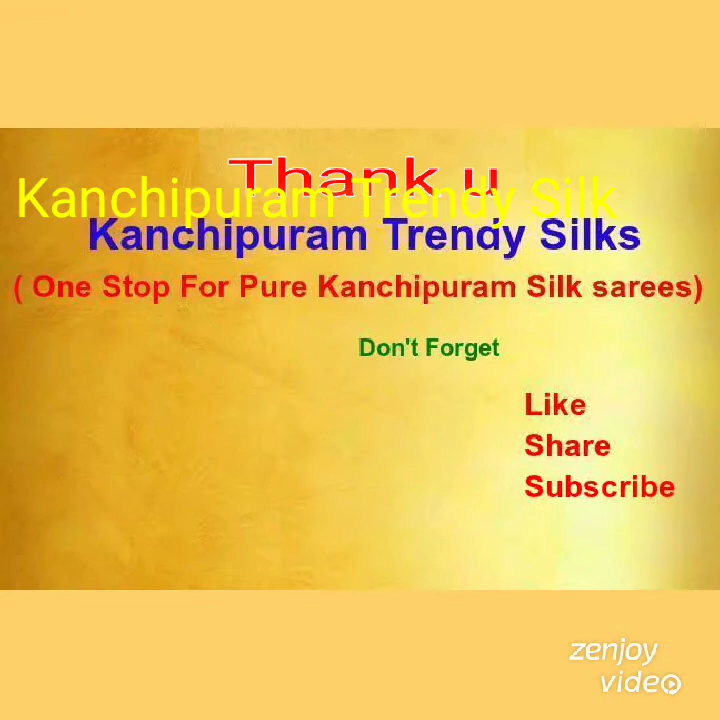 Thank u
Kanchipuram Trendy Silk
Kanchipuram Trendy Silks
( One Stop For Pure Kanchipuram Silk sarees)
Don't Forget
Like
Share
Subscribe
zenjoy
video